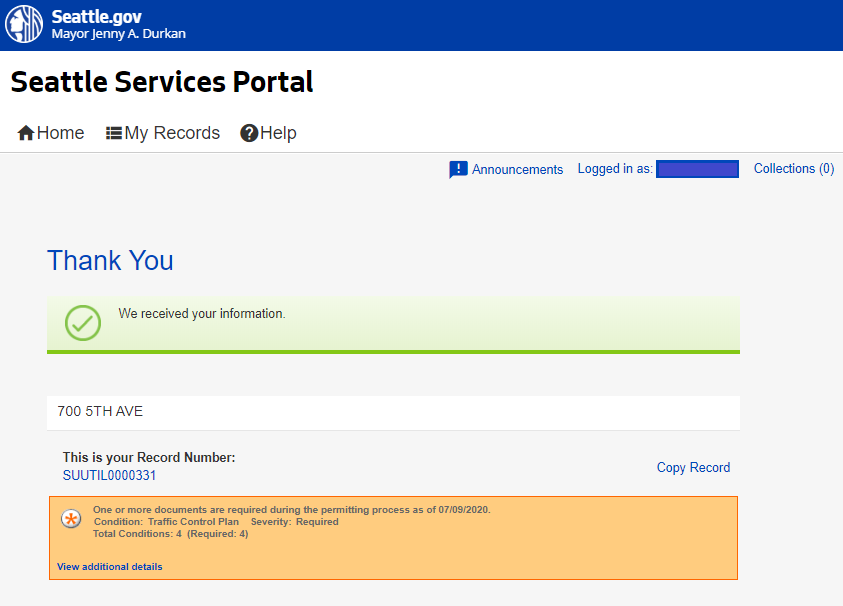 Seattle.gov
Mayor Jenny A. Durkan
Seattle Services Portal
Home My Records Help
Announcements Logged in as: Collections (0)
Thank You
We received your information.
700 5TH AVE
This is your Record Number:
SUUTIL0000331
Copy Record
One or more documents are required during the permitting process as of 07/09/2020.
Condition: Traffic Control Plan Severity: Required
Total Conditions: 4 (Required: 4)
View additional details